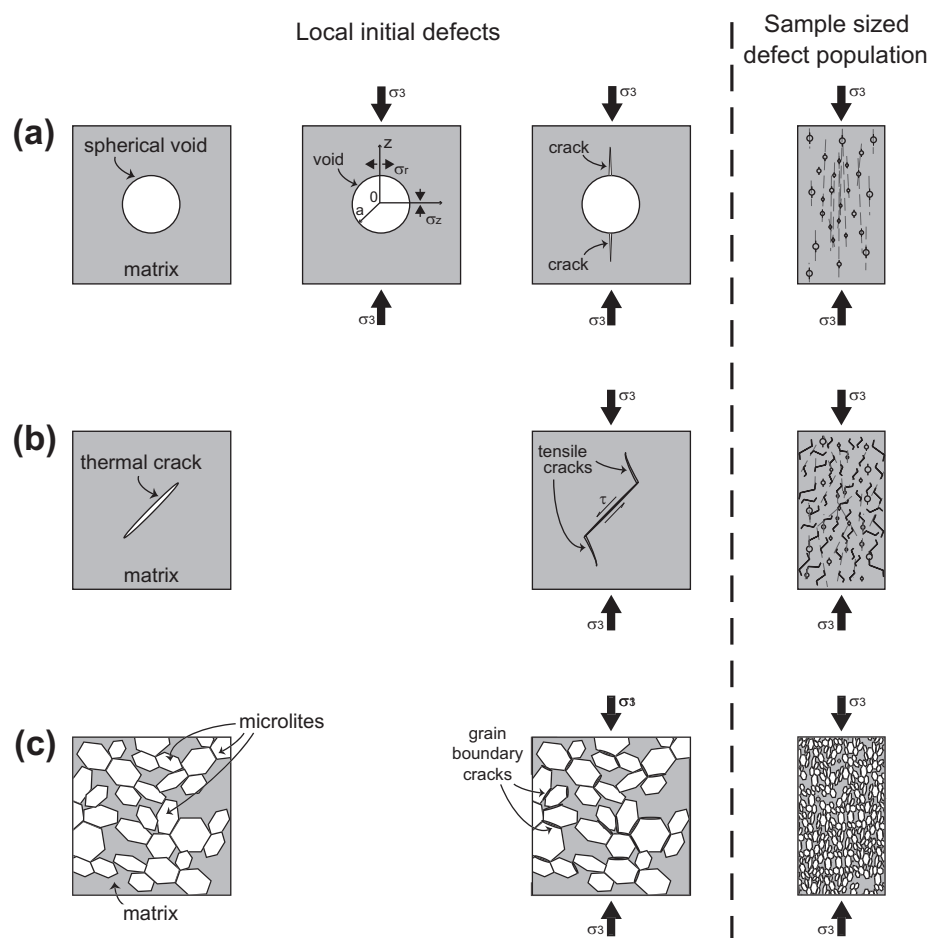 Local initial defects
Sample sized
defect population
(a)
spherical void
matrix
σ3
z
void
σr
0
a
σz
σ3
σ3
crack
crack
σ3
σ3
σ3
(b)
thermal crack
matrix
σ3
tensile
cracks
τ
σ3
σ3
σ3
(c)
microlites
matrix
grain
boundary
cracks
σ3
σ3
σ3